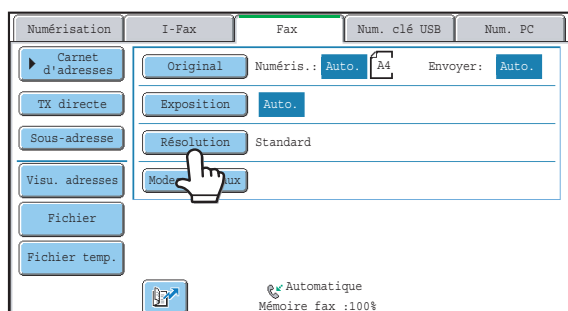 Numérisation
I-Fax
Fax
Num. clé USB
Num. PC
Carnet d'adresses
Original
Numéris.:
Auto.
A4
Envoyer:
Auto.
TX directe
Exposition
Auto.
Sous-adresse
Résolution
Standard
Visu. adresses
Fichier
Fichier temp.
Automatique
Mémoire fax :100%